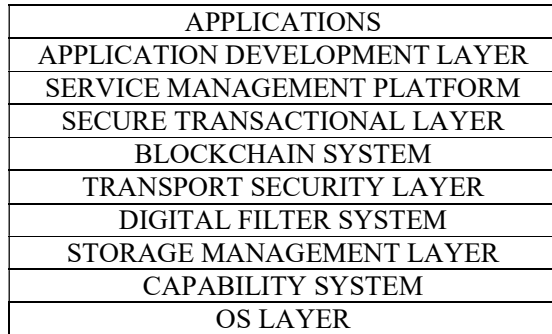 APPLICATIONS
APPLICATION DEVELOPMENT LAYER
SERVICE MANAGEMENT PLATFORM
SECURE TRANSACTIONAL LAYER
BLOCKCHAIN SYSTEM
TRANSPORT SECURITY LAYER
DIGITAL FILTER SYSTEM
STORAGE MANAGEMENT LAYER
CAPABILITY SYSTEM
OS LAYER